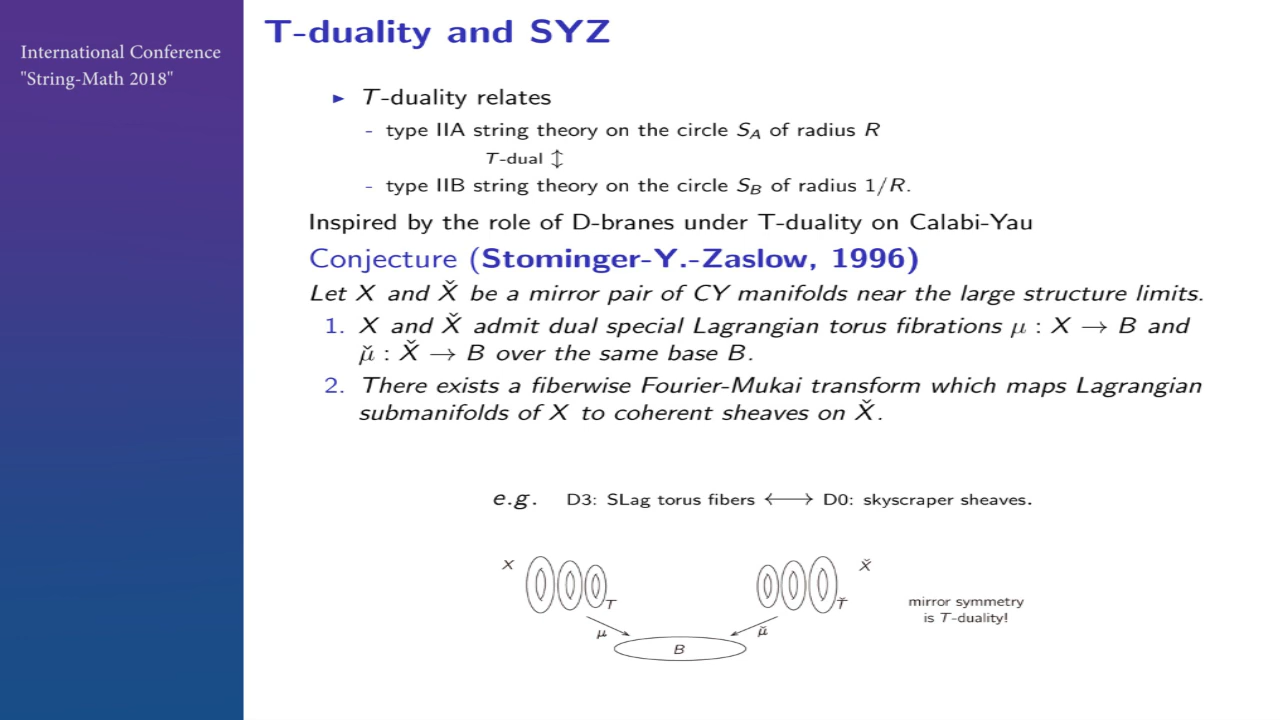 International Conference
"String-Math 2018"
T-duality and SYZ
► T-duality relates
- type IIA string theory on the circle S_A of radius R
T-dual ↕
- type IIB string theory on the circle S_B of radius 1/R.
Inspired by the role of D-branes under T-duality on Calabi-Yau
Conjecture (Stominger-Y.-Zaslow, 1996)
Let X and X̌ be a mirror pair of CY manifolds near the large structure limits.
1. X and X̌ admit dual special Lagrangian torus fibrations μ : X → B and
μ̌ : X̌ → B over the same base B.
2. There exists a fiberwise Fourier-Mukai transform which maps Lagrangian
submanifolds of X to coherent sheaves on X̌.
e.g. D3: SLag torus fibers ⟷ D0: skyscraper sheaves.
X
X̌
T
Ť
mirror symmetry
is T-duality!
μ
μ̌
B